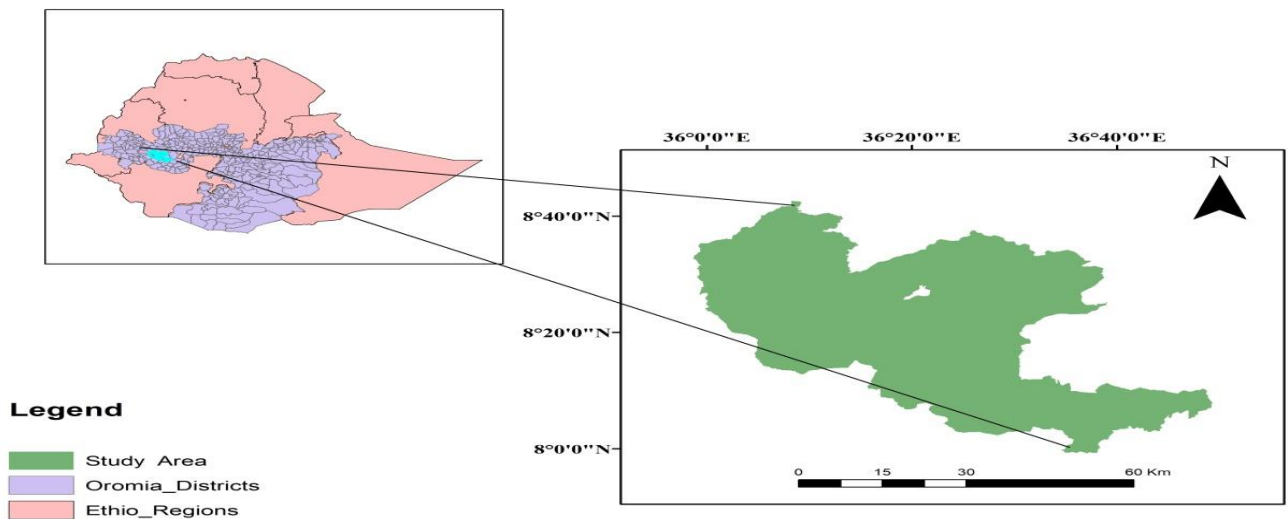 36°0'0"E 36°20'0"E 36°40'0"E
N
8°40'0"N
8°20'0"N
8°0'0"N
0 15 30 60 Km
Legend
Study Area
Oromia_Districts
Ethio_Regions